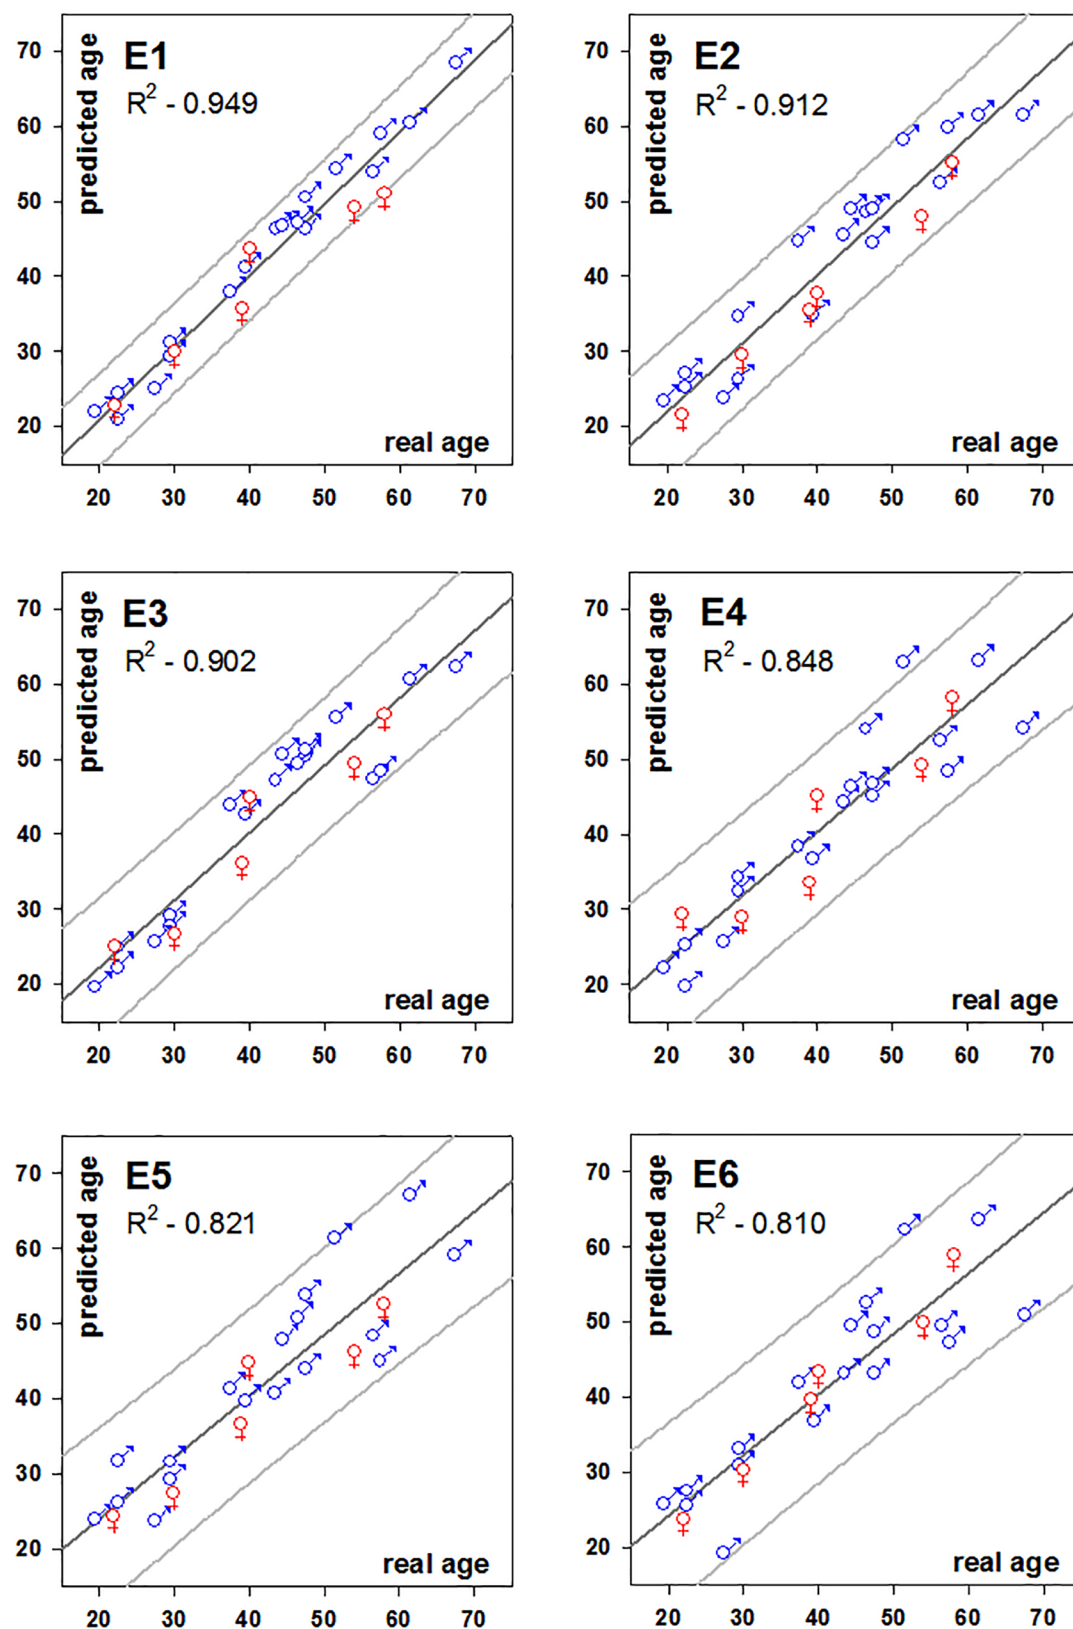 predicted age
E1
R² - 0.949
70
60
50
40
30
20
real age
20 30 40 50 60 70
predicted age
E2
R² - 0.912
70
60
50
40
30
20
real age
20 30 40 50 60 70
predicted age
E3
R² - 0.902
70
60
50
40
30
20
real age
20 30 40 50 60 70
predicted age
E4
R² - 0.848
70
60
50
40
30
20
real age
20 30 40 50 60 70
predicted age
E5
R² - 0.821
70
60
50
40
30
20
real age
20 30 40 50 60 70
predicted age
E6
R² - 0.810
70
60
50
40
30
20
real age
20 30 40 50 60 70